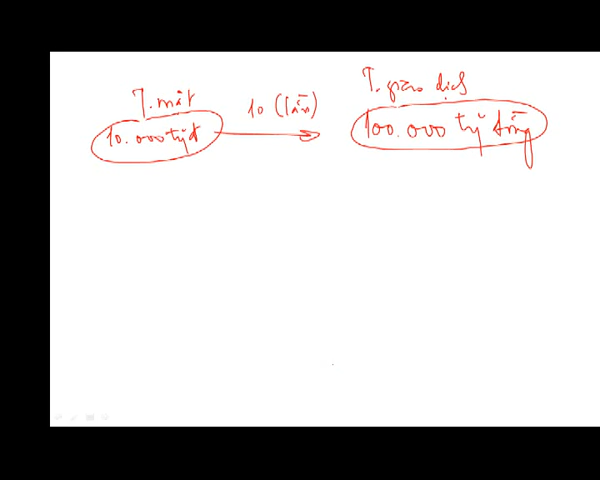 T. mặt
10.000 tỷ đ
10 (lần)
T. giao dịch
100.000 tỷ đồng